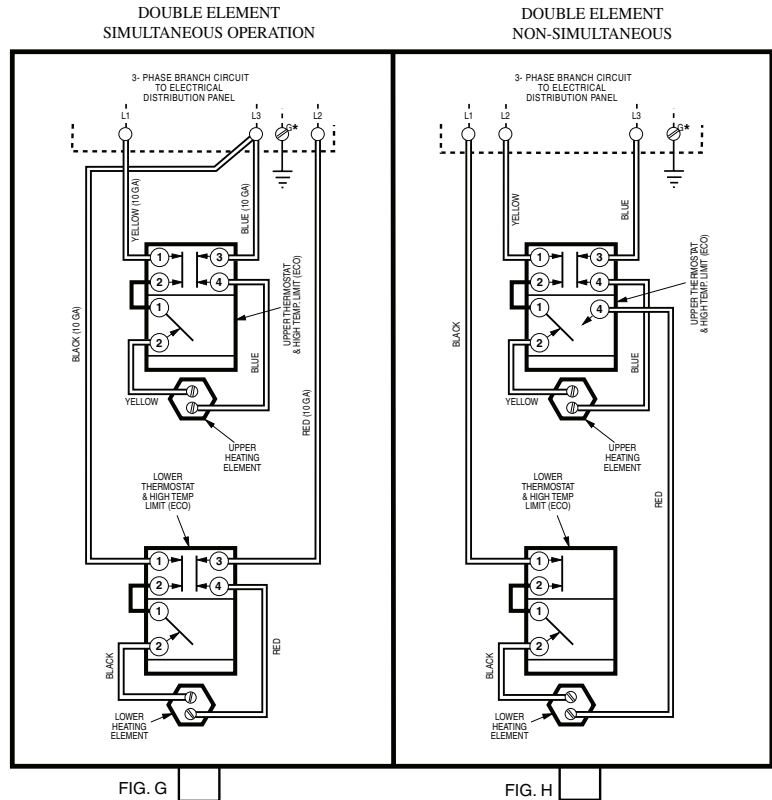 DOUBLE ELEMENT
SIMULTANEOUS OPERATION
3- PHASE BRANCH CIRCUIT
TO ELECTRICAL
DISTRIBUTION PANEL
L1
L3
G*
L2
YELLOW (10 GA)
BLUE (10 GA)
BLACK (10 GA)
RED (10 GA)
1
3
2
4
1
2
UPPER THERMOSTAT
& HIGH TEMP. LIMIT (ECO)
BLUE
YELLOW
UPPER
HEATING
ELEMENT
LOWER
THERMOSTAT
& HIGH TEMP
LIMIT (ECO)
1
3
2
4
1
2
BLACK
RED
LOWER
HEATING
ELEMENT
FIG. G
DOUBLE ELEMENT
NON-SIMULTANEOUS
3- PHASE BRANCH CIRCUIT
TO ELECTRICAL
DISTRIBUTION PANEL
L1
L2
L3
G*
YELLOW
BLUE
BLACK
1
3
2
4
1
4
2
UPPER THERMOSTAT
& HIGH TEMP. LIMIT (ECO)
BLUE
YELLOW
UPPER
HEATING
ELEMENT
RED
LOWER
THERMOSTAT
& HIGH TEMP
LIMIT (ECO)
1
2
1
2
BLACK
LOWER
HEATING
ELEMENT
FIG. H